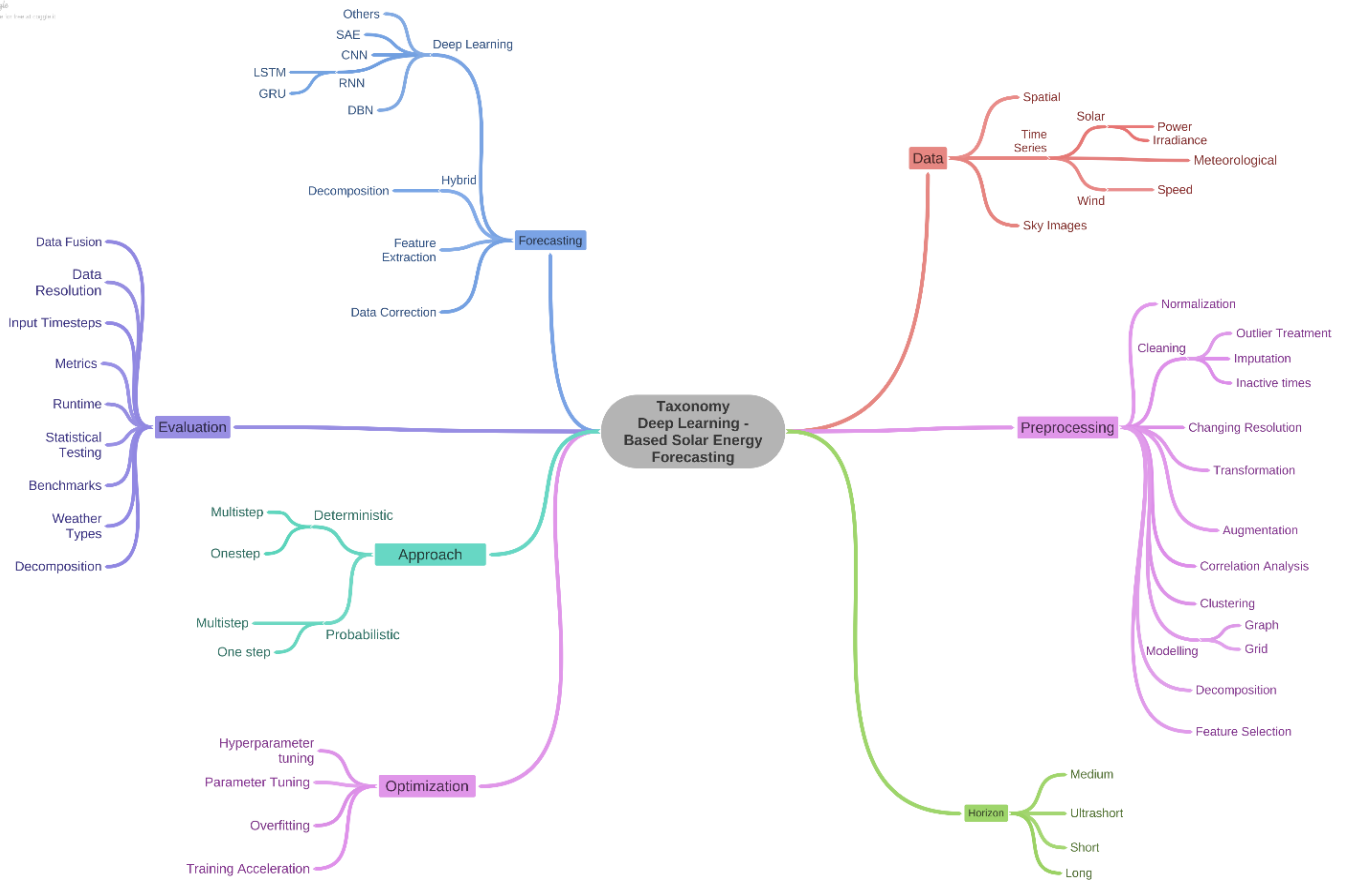 Taxonomy
Deep Learning -
Based Solar Energy
Forecasting
Forecasting
Deep Learning
Others
SAE
CNN
RNN
LSTM
GRU
DBN
Hybrid
Decomposition
Feature
Extraction
Data Correction
Evaluation
Data Fusion
Data
Resolution
Input Timesteps
Metrics
Runtime
Statistical
Testing
Benchmarks
Weather
Types
Decomposition
Approach
Deterministic
Multistep
Onestep
Probabilistic
Multistep
One step
Optimization
Hyperparameter
tuning
Parameter Tuning
Overfitting
Training Acceleration
Data
Spatial
Time
Series
Solar
Power
Irradiance
Meteorological
Wind
Speed
Sky Images
Preprocessing
Normalization
Cleaning
Outlier Treatment
Imputation
Inactive times
Changing Resolution
Transformation
Augmentation
Correlation Analysis
Clustering
Modelling
Graph
Grid
Decomposition
Feature Selection
Horizon
Medium
Ultrashort
Short
Long